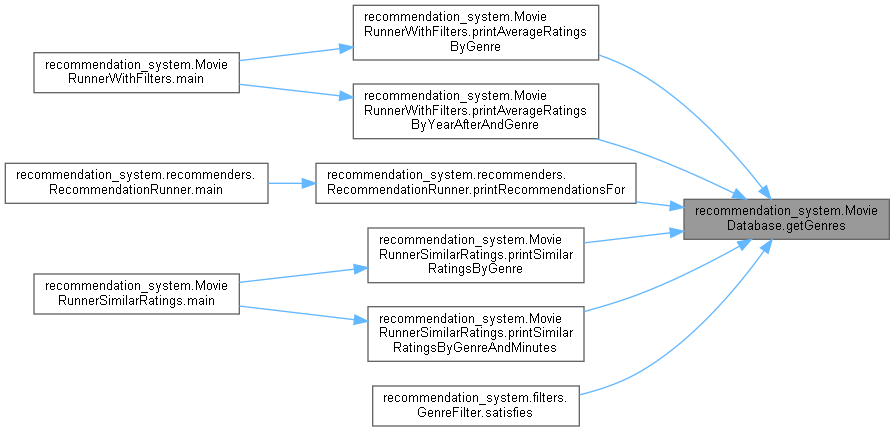 recommendation_system.Movie
RunnerWithFilters.printAverageRatings
ByGenre
recommendation_system.Movie
RunnerWithFilters.main
recommendation_system.Movie
RunnerWithFilters.printAverageRatings
ByYearAfterAndGenre
recommendation_system.recommenders.
RecommendationRunner.main
recommendation_system.recommenders.
RecommendationRunner.printRecommendationsFor
recommendation_system.Movie
Database.getGenres
recommendation_system.Movie
RunnerSimilarRatings.printSimilar
RatingsByGenre
recommendation_system.Movie
RunnerSimilarRatings.main
recommendation_system.Movie
RunnerSimilarRatings.printSimilar
RatingsByGenreAndMinutes
recommendation_system.filters.
GenreFilter.satisfies